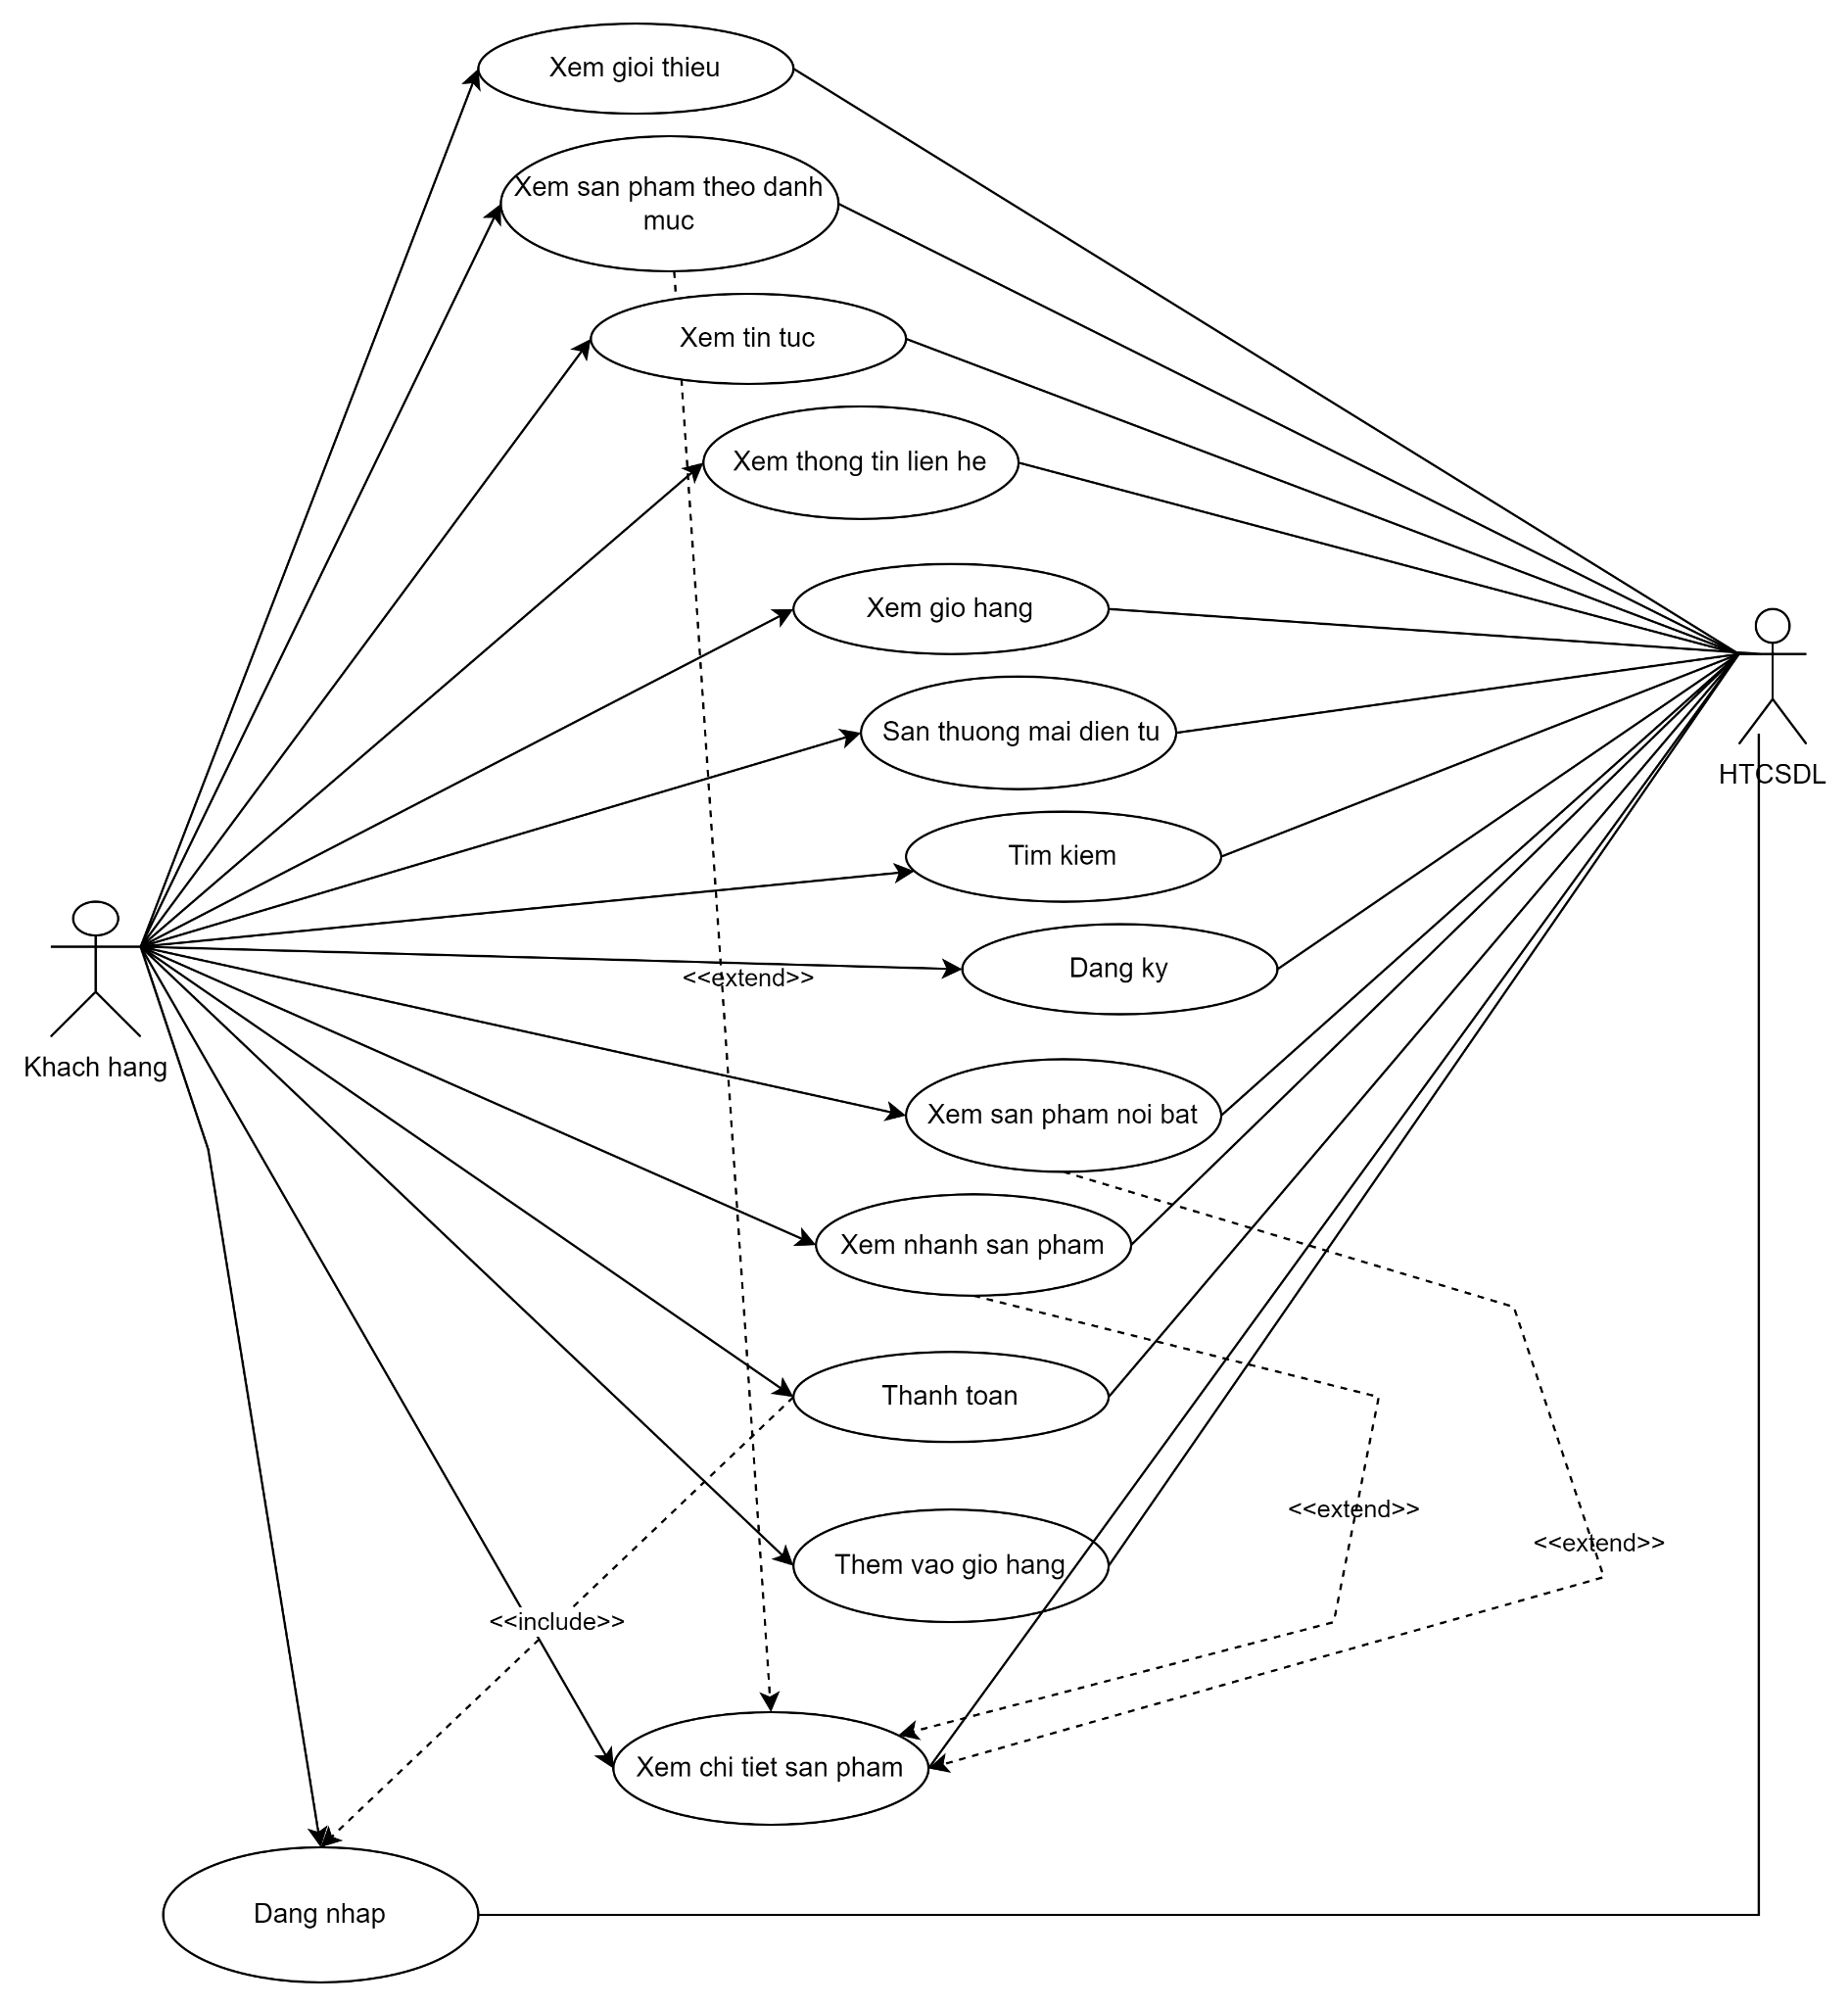 Xem gioi thieu
Xem san pham theo danh
muc
Xem tin tuc
Xem thong tin lien he
Xem gio hang
San thuong mai dien tu
HTCSDL
Tim kiem
Dang ky
<<extend>>
Khach hang
Xem san pham noi bat
Xem nhanh san pham
Thanh toan
<<extend>>
<<extend>>
Them vao gio hang
<<include>>
Xem chi tiet san pham
Dang nhap